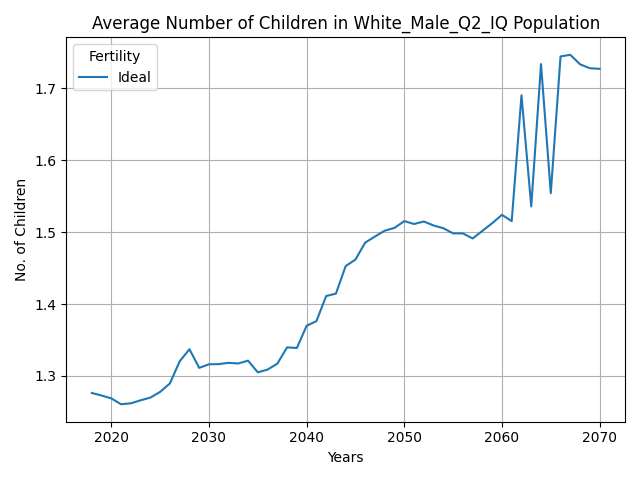 Average Number of Children in White_Male_Q2_IQ Population
Fertility
Ideal
No. of Children
1.7
1.6
1.5
1.4
1.3
2020 2030 2040 2050 2060 2070
Years